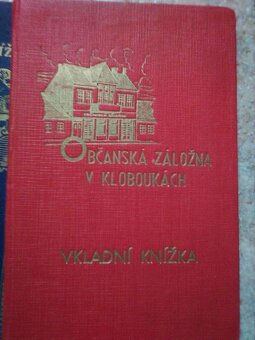 OBČANSKÁ ZÁLOŽNA
V KLOBOUKÁCH
VKLADNÍ KNÍŽKA